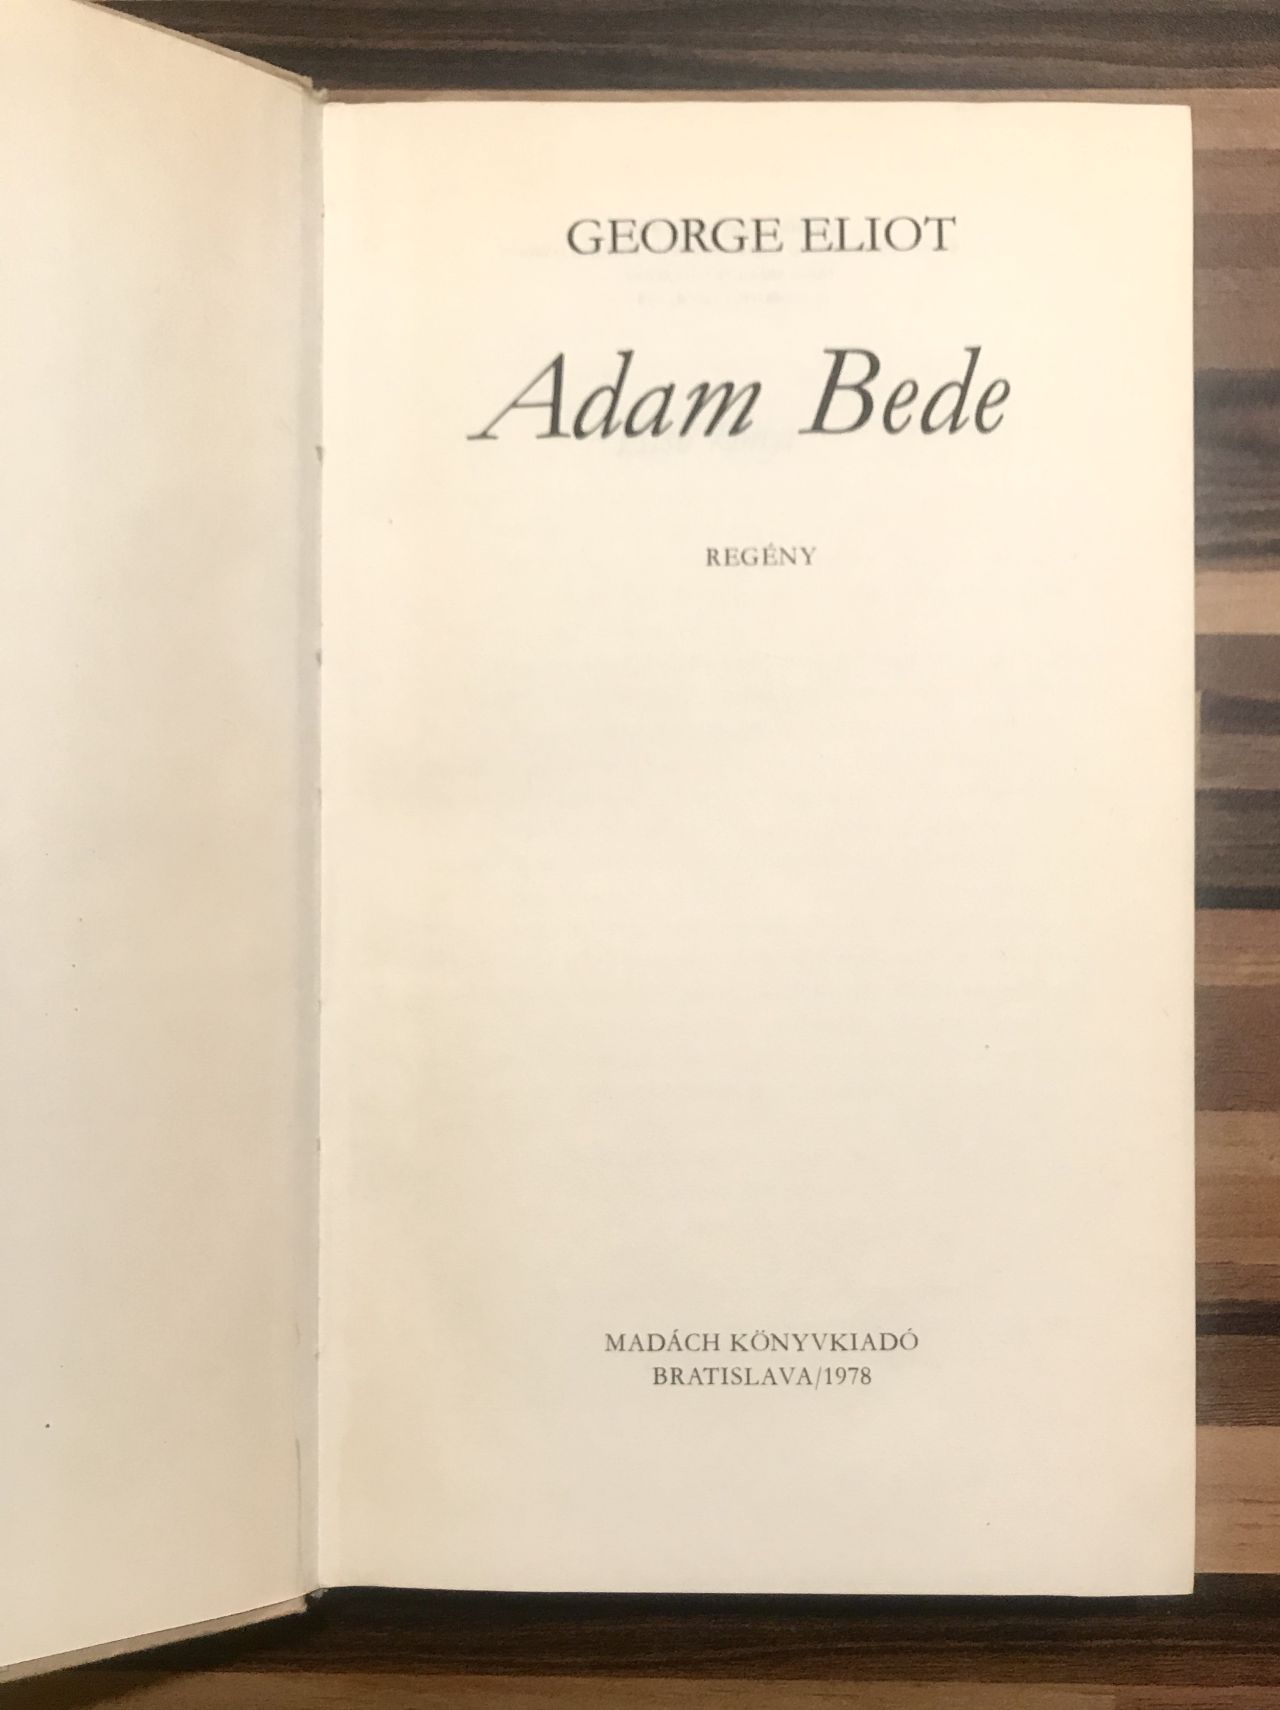 GEORGE ELIOT
Adam Bede
REGÉNY
MADÁCH KÖNYVKIADÓ
BRATISLAVA/1978